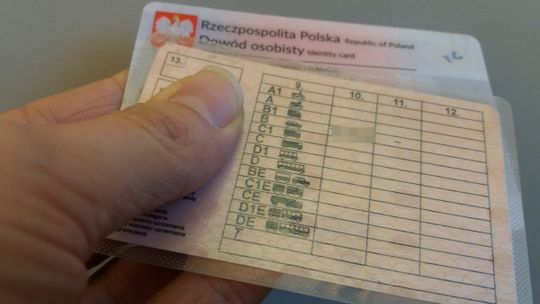 Rzeczpospolita Polska Republic of Poland
Dowód osobisty Identity card
13.
9. 10. 11. 12.
A1
A
B1
B
C1
C
D1
D
BE
C1E
CE
D1E
DE
T
kategorie